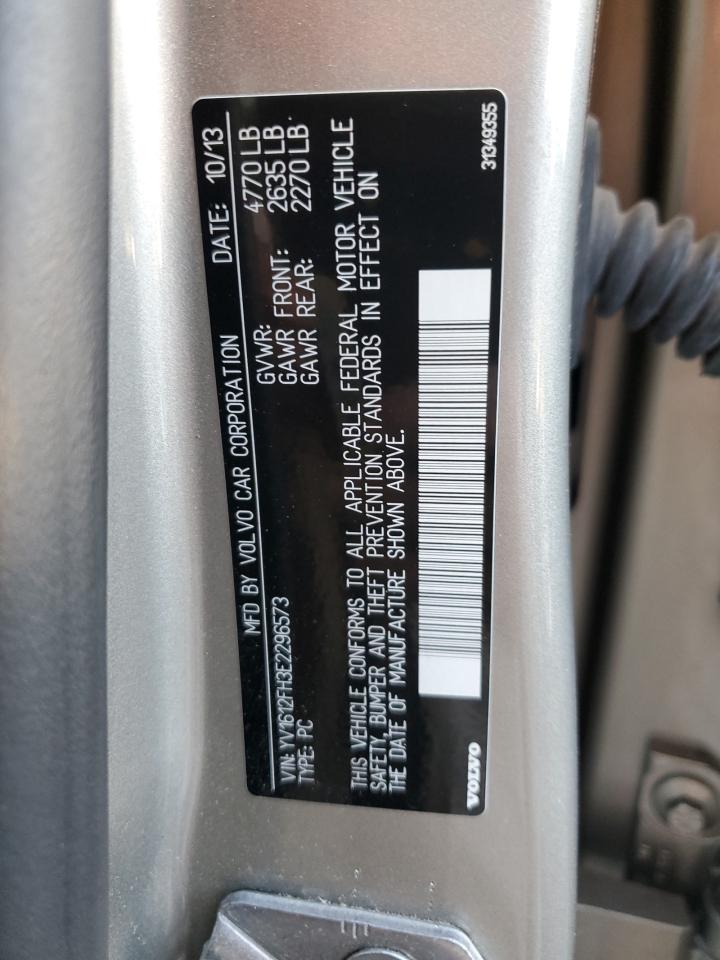 MFD BY VOLVO CAR CORPORATION DATE: 10/13
GVWR: 4770 LB
VIN: YV1612FH3E2296573 GAWR FRONT: 2635 LB
TYPE: PC GAWR REAR: 2270 LB
THIS VEHICLE CONFORMS TO ALL APPLICABLE FEDERAL MOTOR VEHICLE
SAFETY, BUMPER AND THEFT PREVENTION STANDARDS IN EFFECT ON
THE DATE OF MANUFACTURE SHOWN ABOVE.
VOLVO 31349355